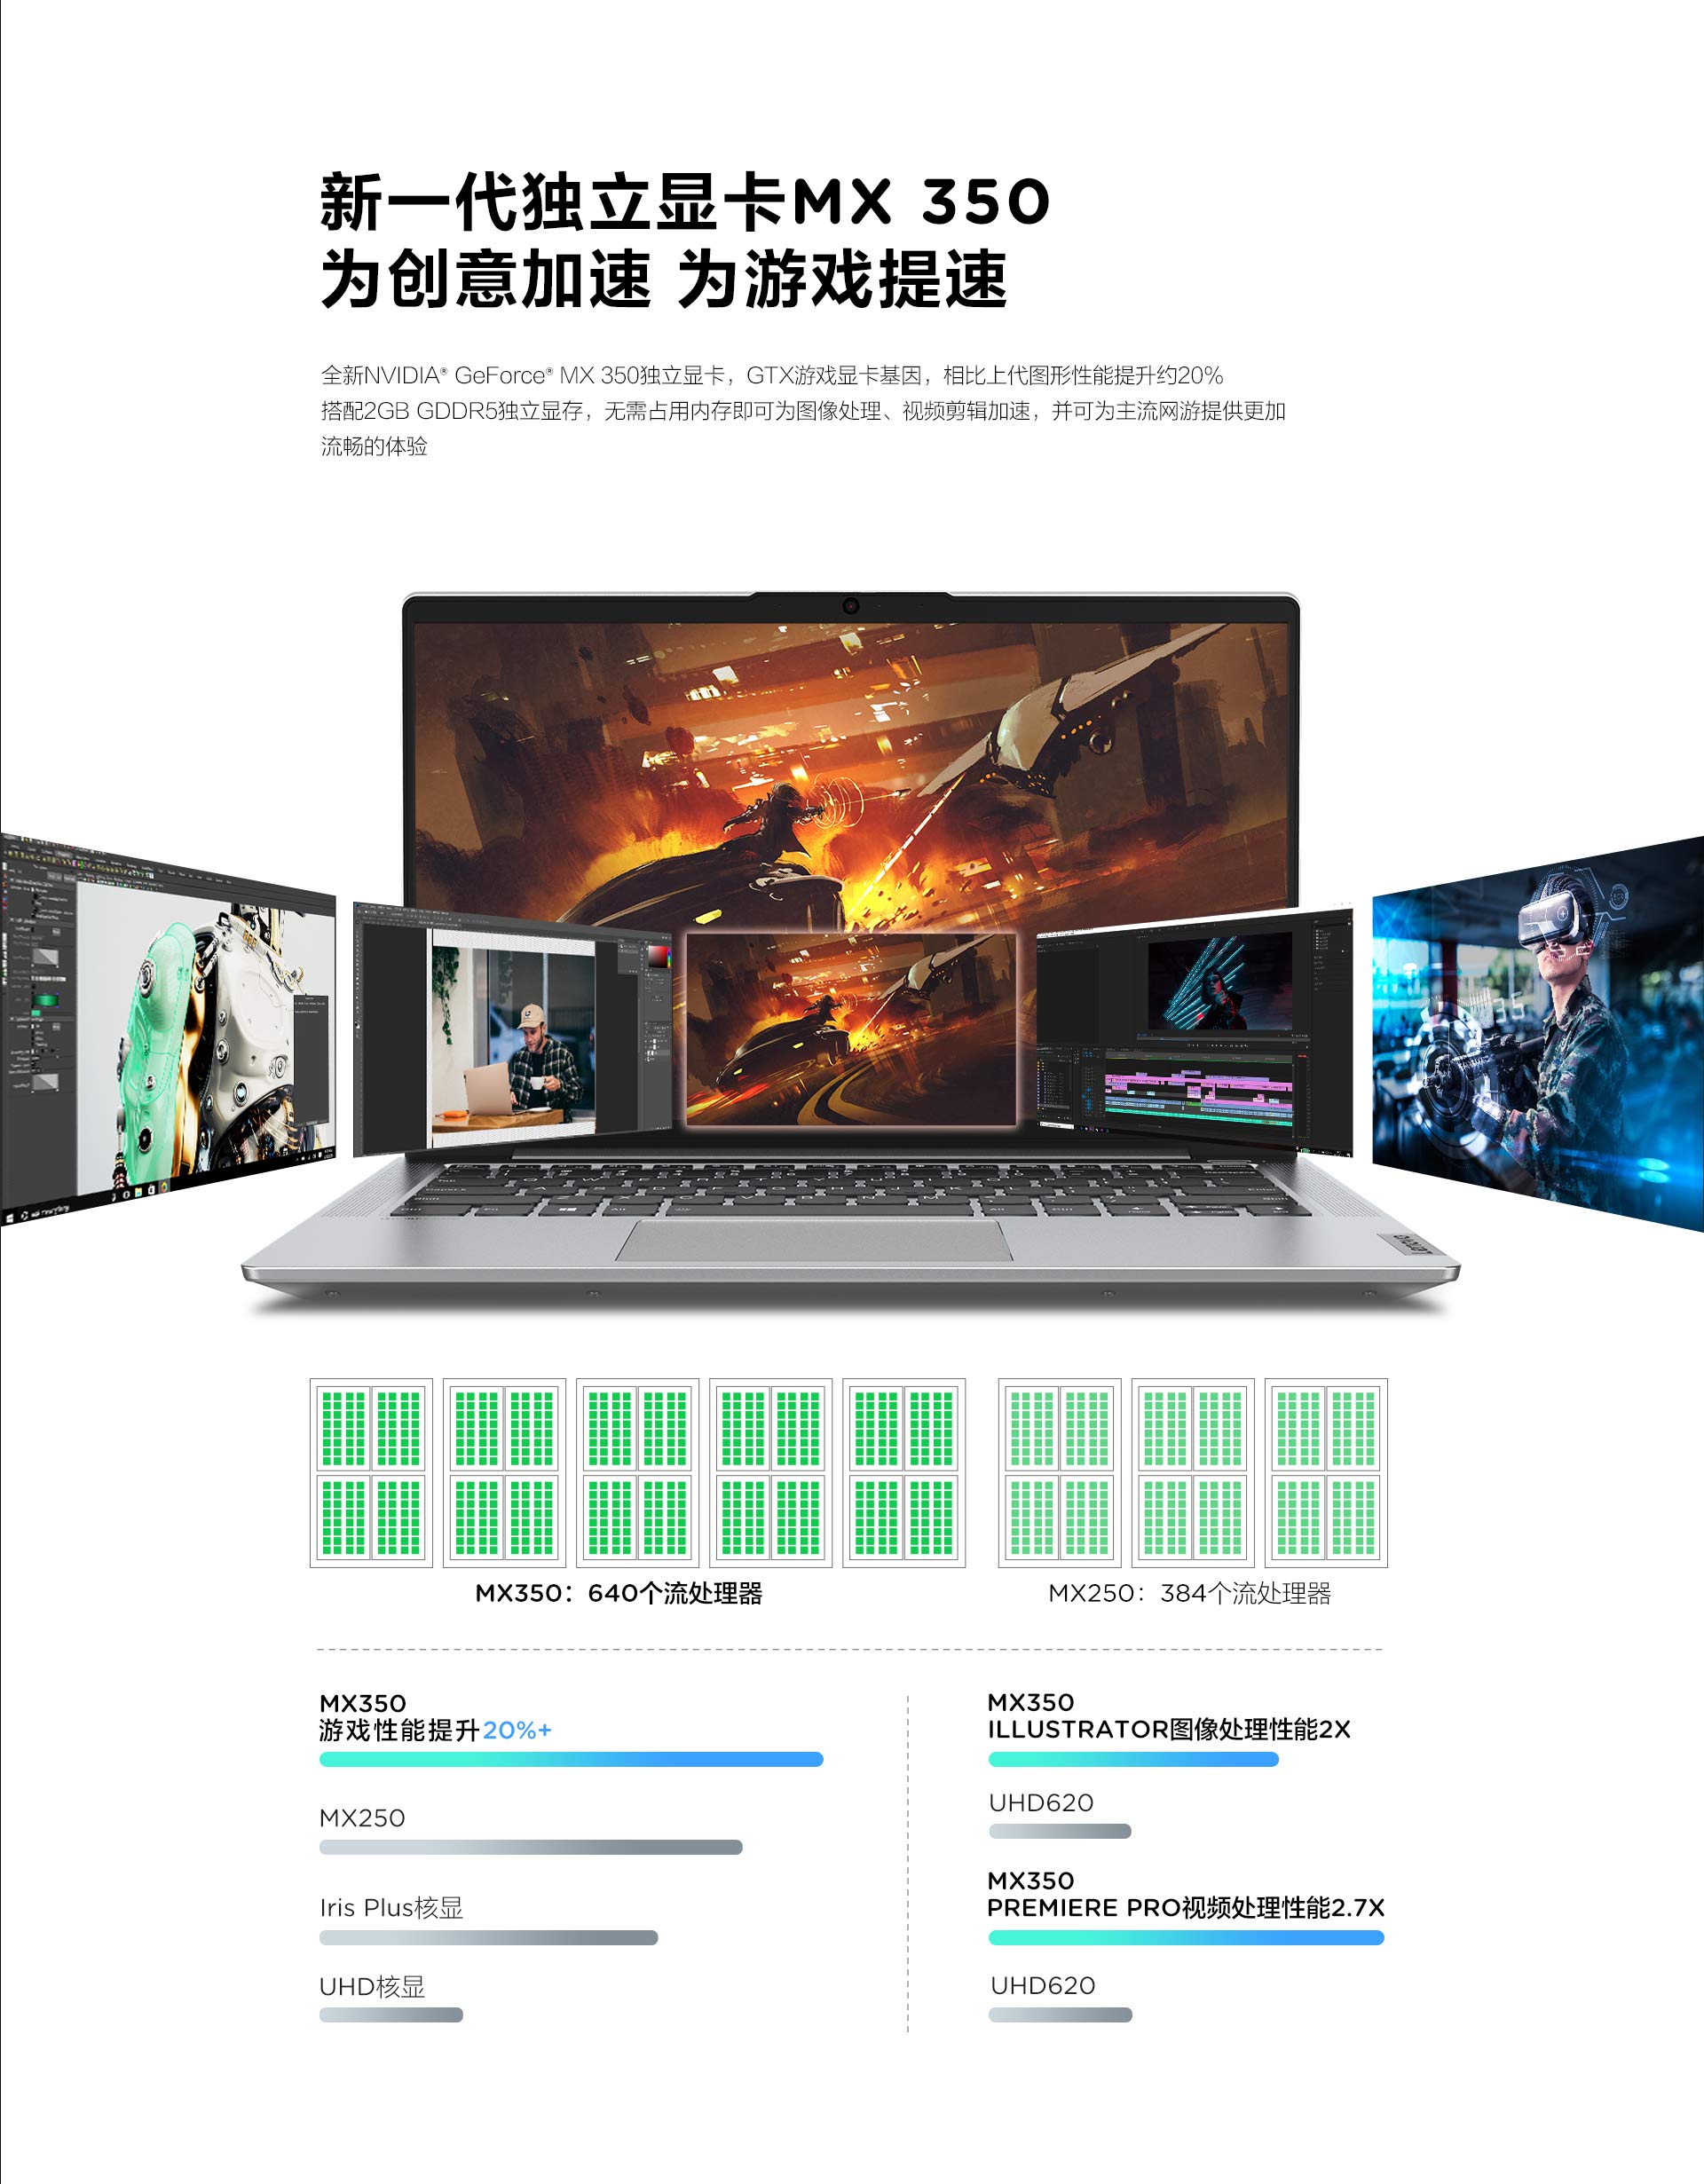 新一代独立显卡MX 350
为创意加速 为游戏提速
全新NVIDIA® GeForce® MX 350独立显卡，GTX游戏显卡基因，相比上代图形性能提升约20%
搭配2GB GDDR5独立显存，无需占用内存即可为图像处理、视频剪辑加速，并可为主流网游提供更加
流畅的体验
Lenovo
MX350：640个流处理器
MX250：384个流处理器
MX350
游戏性能提升20%+
MX250
Iris Plus核显
UHD核显
MX350
ILLUSTRATOR图像处理性能2X
UHD620
MX350
PREMIERE PRO视频处理性能2.7X
UHD620